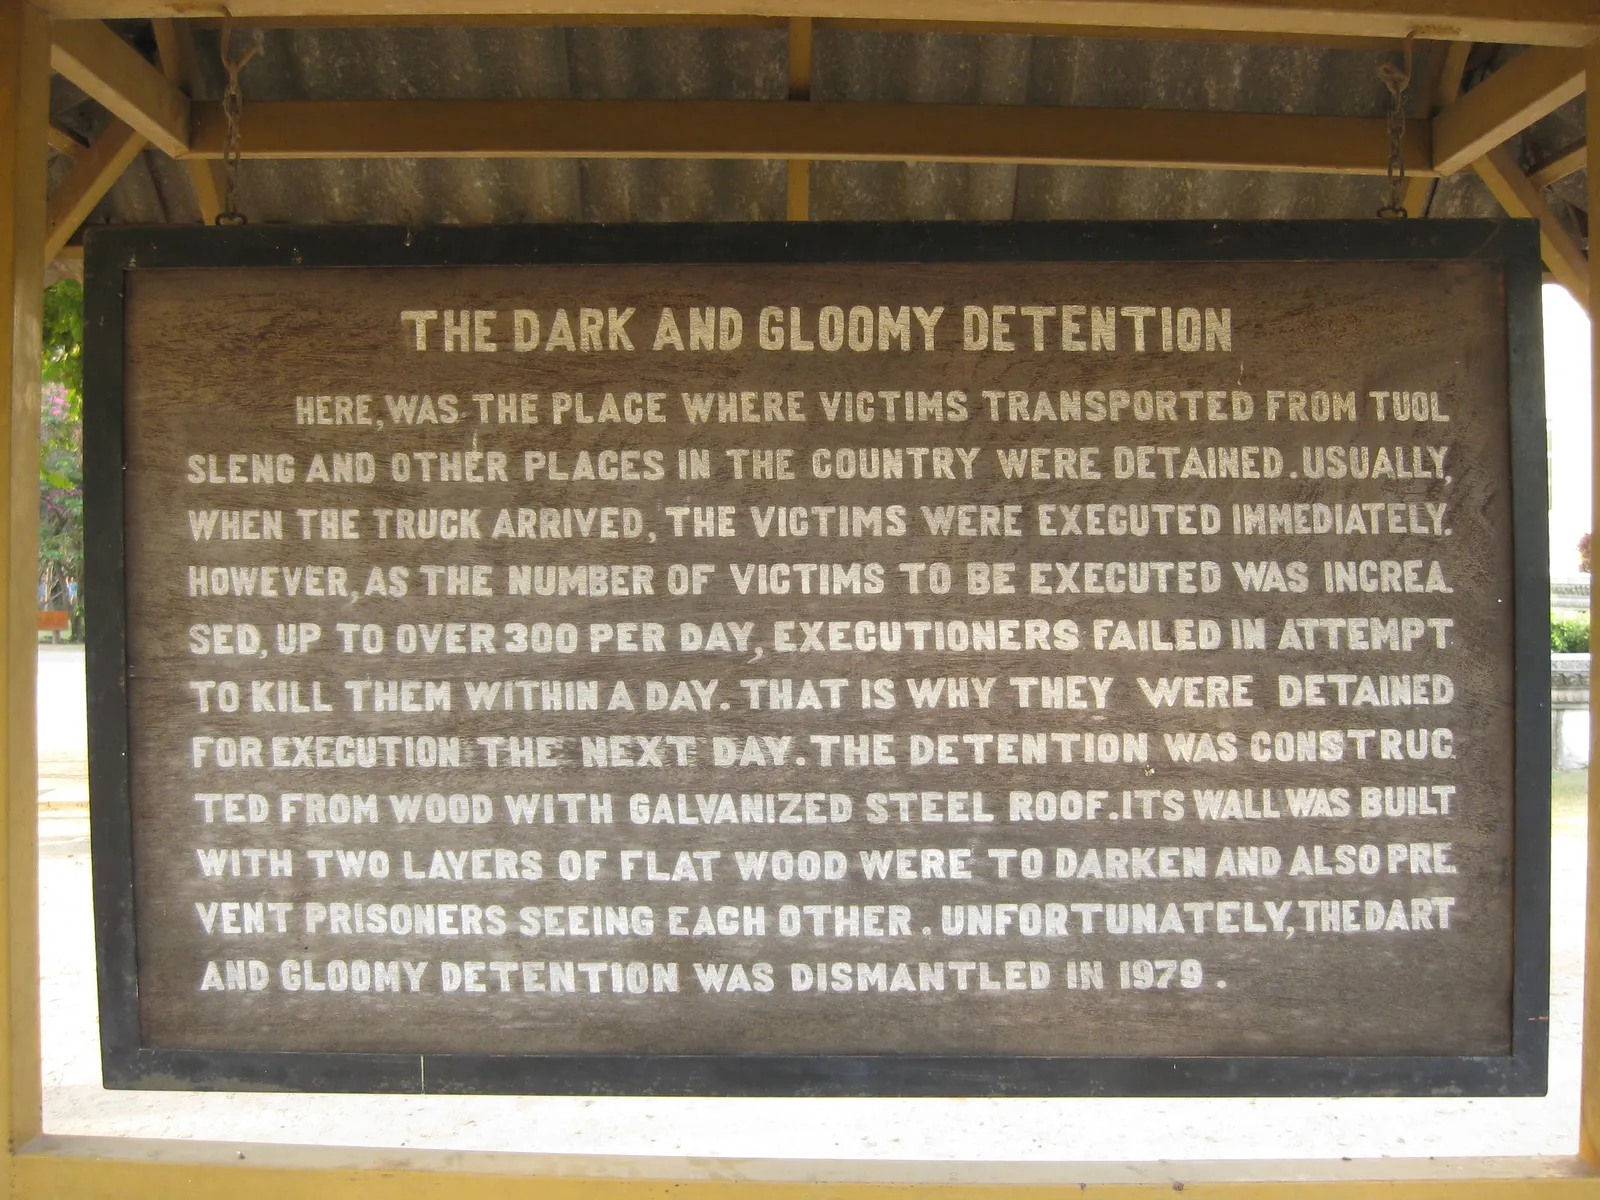 THE DARK AND GLOOMY DETENTION
HERE, WAS THE PLACE WHERE VICTIMS TRANSPORTED FROM TUOL
SLENG AND OTHER PLACES IN THE COUNTRY WERE DETAINED. USUALLY,
WHEN THE TRUCK ARRIVED, THE VICTIMS WERE EXECUTED IMMEDIATELY.
HOWEVER, AS THE NUMBER OF VICTIMS TO BE EXECUTED WAS INCREA
SED, UP TO OVER 300 PER DAY, EXECUTIONERS FAILED IN ATTEMPT
TO KILL THEM WITHIN A DAY. THAT IS WHY THEY WERE DETAINED
FOR EXECUTION THE NEXT DAY. THE DETENTION WAS CONSTRUC
TED FROM WOOD WITH GALVANIZED STEEL ROOF. ITS WALL WAS BUILT
WITH TWO LAYERS OF FLAT WOOD WERE TO DARKEN AND ALSO PRE
VENT PRISONERS SEEING EACH OTHER. UNFORTUNATELY, THE DART
AND GLOOMY DETENTION WAS DISMANTLED IN 1979.